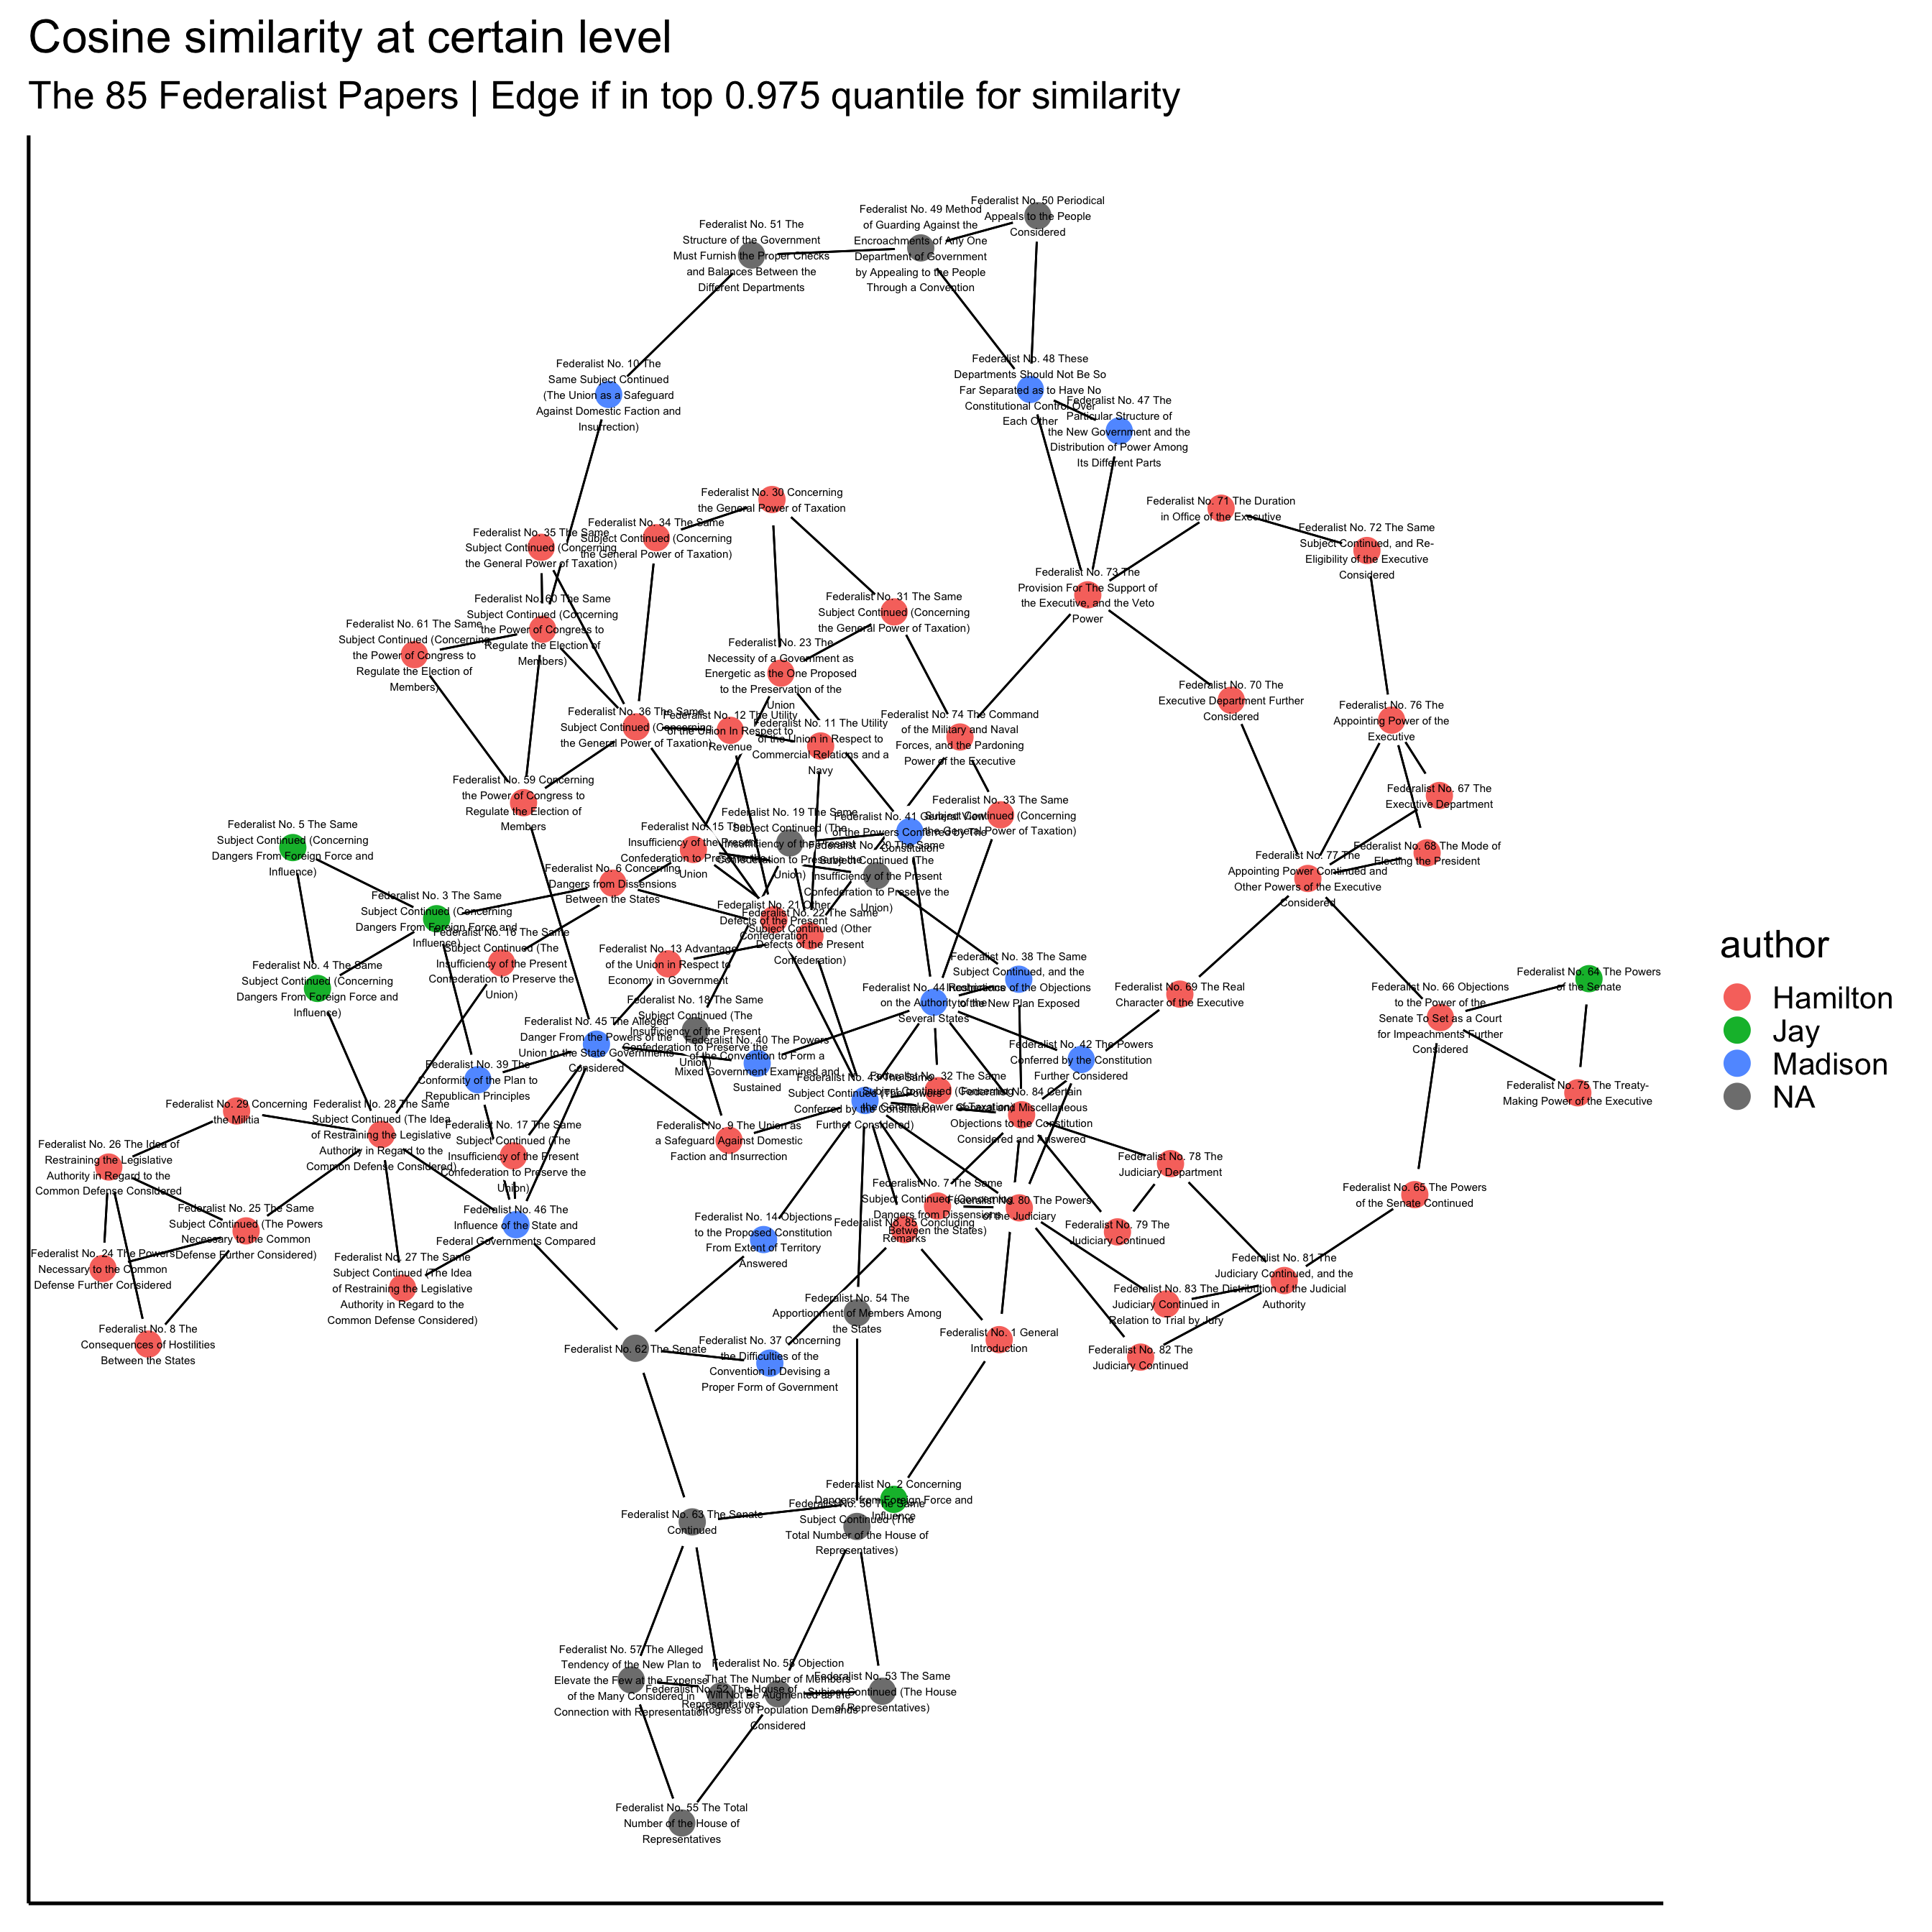 Cosine similarity at certain level
The 85 Federalist Papers | Edge if in top 0.975 quantile for similarity
Federalist No. 50 Periodical
Appeals to the People
Considered
Federalist No. 49 Method
of Guarding Against the
Encroachments of Any One
Department of Government
by Appealing to the People
Through a Convention
Federalist No. 51 The
Structure of the Government
Must Furnish the Proper Checks
and Balances Between the
Different Departments
Federalist No. 10 The
Same Subject Continued
(The Union as a Safeguard
Against Domestic Faction and
Insurrection)
Federalist No. 48 These
Departments Should Not Be So
Far Separated as to Have No
Constitutional Control Over
Each Other
Federalist No. 47 The
Particular Structure of
the New Government and the
Distribution of Power Among
Its Different Parts
Federalist No. 30 Concerning
the General Power of Taxation
Federalist No. 34 The Same
Subject Continued (Concerning
the General Power of Taxation)
Federalist No. 35 The Same
Subject Continued (Concerning
the General Power of Taxation)
Federalist No. 71 The Duration
in Office of the Executive
Federalist No. 72 The Same
Subject Continued, and Re-
Eligibility of the Executive
Considered
Federalist No. 73 The
Provision For The Support of
the Executive, and the Veto
Power
Federalist No. 60 The Same
Subject Continued (Concerning
the Power of Congress to
Regulate the Election of
Members)
Federalist No. 61 The Same
Subject Continued (Concerning
the Power of Congress to
Regulate the Election of
Members)
Federalist No. 31 The Same
Subject Continued (Concerning
the General Power of Taxation)
Federalist No. 23 The
Necessity of a Government as
Energetic as the One Proposed
to the Preservation of the
Union
Federalist No. 70 The
Executive Department Further
Considered
Federalist No. 76 The
Appointing Power of the
Executive
Federalist No. 36 The Same
Subject Continued (Concerning
the General Power of Taxation)
Federalist No. 12 The Utility
of the Union In Respect to
Revenue
Federalist No. 11 The Utility
of the Union in Respect to
Commercial Relations and a
Navy
Federalist No. 74 The Command
of the Military and Naval
Forces, and the Pardoning
Power of the Executive
Federalist No. 59 Concerning
the Power of Congress to
Regulate the Election of
Members
Federalist No. 67 The
Executive Department
Federalist No. 33 The Same
Subject Continued (Concerning
the General Power of Taxation)
Federalist No. 41 General View
of the Powers Conferred by The
Constitution
Federalist No. 19 The Same
Subject Continued (The
Insufficiency of the Present
Confederation to Preserve the
Union)
Federalist No. 15 The
Insufficiency of the Present
Confederation to Preserve the
Union
Federalist No. 20 The Same
Subject Continued (The
Insufficiency of the Present
Confederation to Preserve the
Union)
Federalist No. 5 The Same
Subject Continued (Concerning
Dangers From Foreign Force and
Influence)
Federalist No. 68 The Mode of
Electing the President
Federalist No. 77 The
Appointing Power Continued and
Other Powers of the Executive
Considered
Federalist No. 6 Concerning
Dangers from Dissensions
Between the States
Federalist No. 3 The Same
Subject Continued (Concerning
Dangers From Foreign Force and
Influence)
Federalist No. 21 Other
Defects of the Present
Confederation
Federalist No. 22 The Same
Subject Continued (Other
Defects of the Present
Confederation)
Federalist No. 16 The Same
Subject Continued (The
Insufficiency of the Present
Confederation to Preserve the
Union)
Federalist No. 13 Advantage
of the Union in Respect to
Economy in Government
Federalist No. 4 The Same
Subject Continued (Concerning
Dangers From Foreign Force and
Influence)
Federalist No. 38 The Same
Subject Continued, and the
Incoherence of the Objections
to the New Plan Exposed
Federalist No. 44 Restrictions
on the Authority of the
Several States
Federalist No. 69 The Real
Character of the Executive
Federalist No. 66 Objections
to the Power of the
Senate To Set as a Court
for Impeachments Further
Considered
Federalist No. 64 The Powers
of the Senate
Federalist No. 18 The Same
Subject Continued (The
Insufficiency of the Present
Confederation to Preserve the
Union)
Federalist No. 45 The Alleged
Danger From the Powers of the
Union to the State Governments
Considered
Federalist No. 40 The Powers
of the Convention to Form a
Mixed Government Examined and
Sustained
Federalist No. 42 The Powers
Conferred by the Constitution
Further Considered
Federalist No. 39 The
Conformity of the Plan to
Republican Principles
Federalist No. 43 The Same
Subject Continued (The Powers
Conferred by the Constitution
Further Considered)
Federalist No. 32 The Same
Subject Continued (Concerning
the General Power of Taxation)
Federalist No. 84 Certain
General and Miscellaneous
Objections to the Constitution
Considered and Answered
Federalist No. 75 The Treaty-
Making Power of the Executive
Federalist No. 29 Concerning
the Militia
Federalist No. 28 The Same
Subject Continued (The Idea
of Restraining the Legislative
Authority in Regard to the
Common Defense Considered)
Federalist No. 17 The Same
Subject Continued (The
Insufficiency of the Present
Confederation to Preserve the
Union)
Federalist No. 9 The Union as
a Safeguard Against Domestic
Faction and Insurrection
Federalist No. 26 The Idea of
Restraining the Legislative
Authority in Regard to the
Common Defense Considered
Federalist No. 78 The
Judiciary Department
Federalist No. 65 The Powers
of the Senate Continued
Federalist No. 7 The Same
Subject Continued (Concerning
Dangers from Dissensions
Between the States)
Federalist No. 80 The Powers
of the Judiciary
Federalist No. 85 Concluding
Remarks
Federalist No. 79 The
Judiciary Continued
Federalist No. 25 The Same
Subject Continued (The Powers
Necessary to the Common
Defense Further Considered)
Federalist No. 46 The
Influence of the State and
Federal Governments Compared
Federalist No. 14 Objections
to the Proposed Constitution
From Extent of Territory
Answered
Federalist No. 24 The Powers
Necessary to the Common
Defense Further Considered
Federalist No. 27 The Same
Subject Continued (The Idea
of Restraining the Legislative
Authority in Regard to the
Common Defense Considered)
Federalist No. 81 The
Judiciary Continued, and the
Distribution of the Judicial
Authority
Federalist No. 83 The
Judiciary Continued in
Relation to Trial by Jury
Federalist No. 54 The
Apportionment of Members Among
the States
Federalist No. 8 The
Consequences of Hostilities
Between the States
Federalist No. 62 The Senate
Federalist No. 37 Concerning
the Difficulties of the
Convention in Devising a
Proper Form of Government
Federalist No. 1 General
Introduction
Federalist No. 82 The
Judiciary Continued
Federalist No. 2 Concerning
Dangers from Foreign Force and
Influence
Federalist No. 56 The Same
Subject Continued (The
Total Number of the House of
Representatives)
Federalist No. 63 The Senate
Continued
Federalist No. 57 The Alleged
Tendency of the New Plan to
Elevate the Few at the Expense
of the Many Considered in
Connection with Representation
Federalist No. 52 The House of
Representatives
Federalist No. 58 Objection
That The Number of Members
Will Not Be Augmented as the
Progress of Population Demands
Considered
Federalist No. 53 The Same
Subject Continued (The House
of Representatives)
Federalist No. 55 The Total
Number of the House of
Representatives
author
Hamilton
Jay
Madison
NA